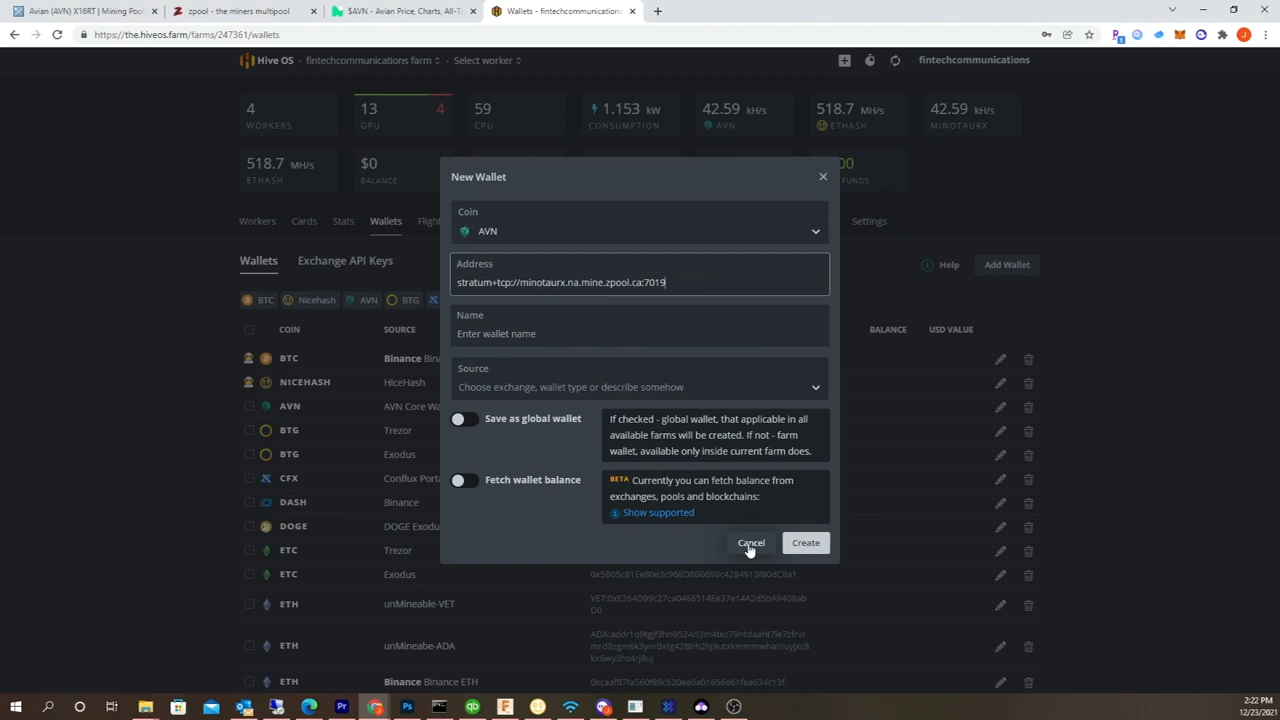 Avian (AVN) X16RT | Mining Poo
zpool - the miners multipool
$AVN - Avian Price, Charts, All-T
Wallets - fintechcommunications
https://the.hiveos.farm/farms/247361/wallets
Hive OS
fintechcommunications farm
Select worker
fintechcommunications
4
WORKERS
13
4
GPU
59
CPU
1.153 kW
CONSUMPTION
42.59 kH/s
AVN
518.7 MH/s
ETHASH
42.59 kH/s
MINOTAURX
518.7 MH/s
ETHASH
$0
BALANCE
00
FUNDS
Workers
Cards
Stats
Wallets
Flight
Settings
Wallets
Exchange API Keys
Help
Add Wallet
BTC
Nicehash
AVN
BTG
COIN
SOURCE
BALANCE
USD VALUE
BTC
Binance Bin
NICEHASH
HiceHash
AVN
AVN Core Wa
BTG
Trezor
BTG
Exodus
CFX
Conflux Porta
DASH
Binance
DOGE
DOGE Exodu
ETC
Trezor
ETC
Exodus
ETH
unMineable-VET
VET:0xE264D99c27ca0466514Ee37e14A2d5bA9409ab
D0
ETH
unMineabe-ADA
ETH
Binance Binance ETH
New Wallet
Coin
AVN
Address
stratum+tcp://minotaurx.na.mine.zpool.ca:7019
Name
Enter wallet name
Source
Choose exchange, wallet type or describe somehow
Save as global wallet
If checked - global wallet, that applicable in all
available farms will be created. If not - farm
wallet, available only inside current farm does.
Fetch wallet balance
BETA Currently you can fetch balance from
exchanges, pools and blockchains:
Show supported
Cancel
Create
2:22 PM
12/23/2021